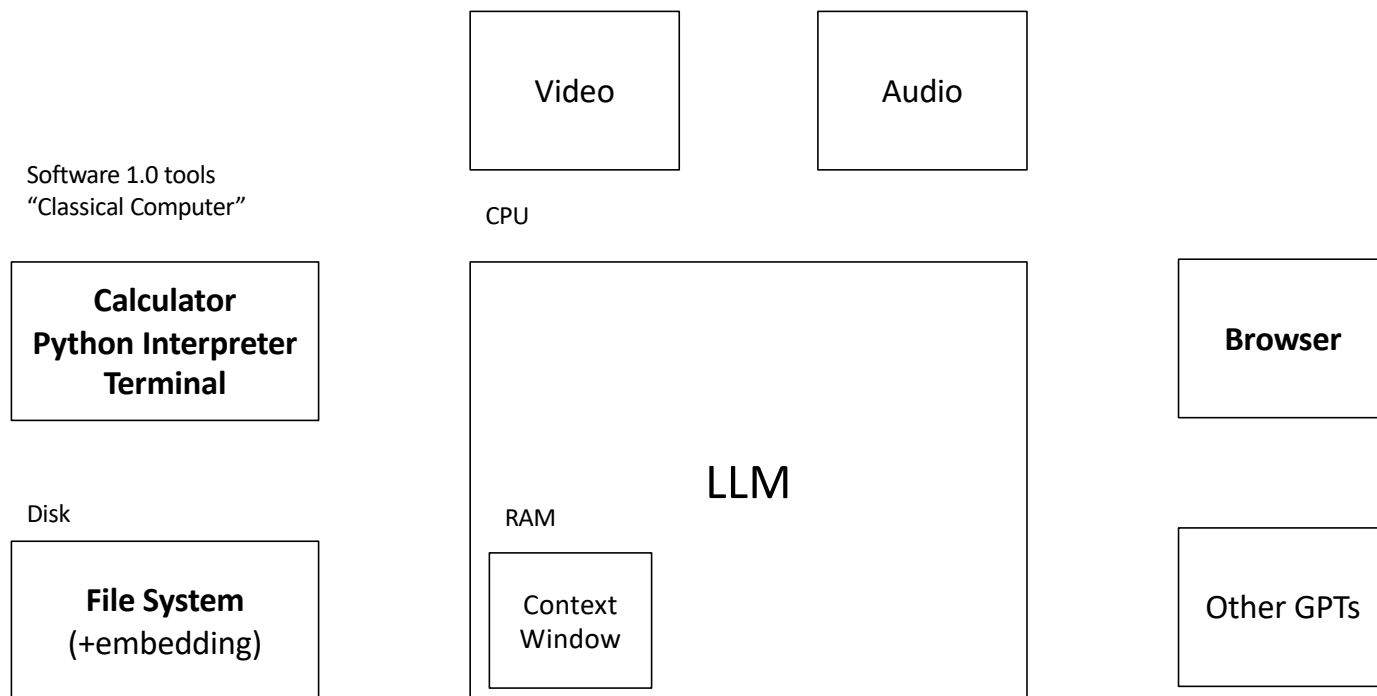 Video
Audio
Software 1.0 tools
“Classical Computer”
CPU
Calculator
Python Interpreter
Terminal
Browser
LLM
Disk
RAM
File System
(+embedding)
Context
Window
Other GPTs